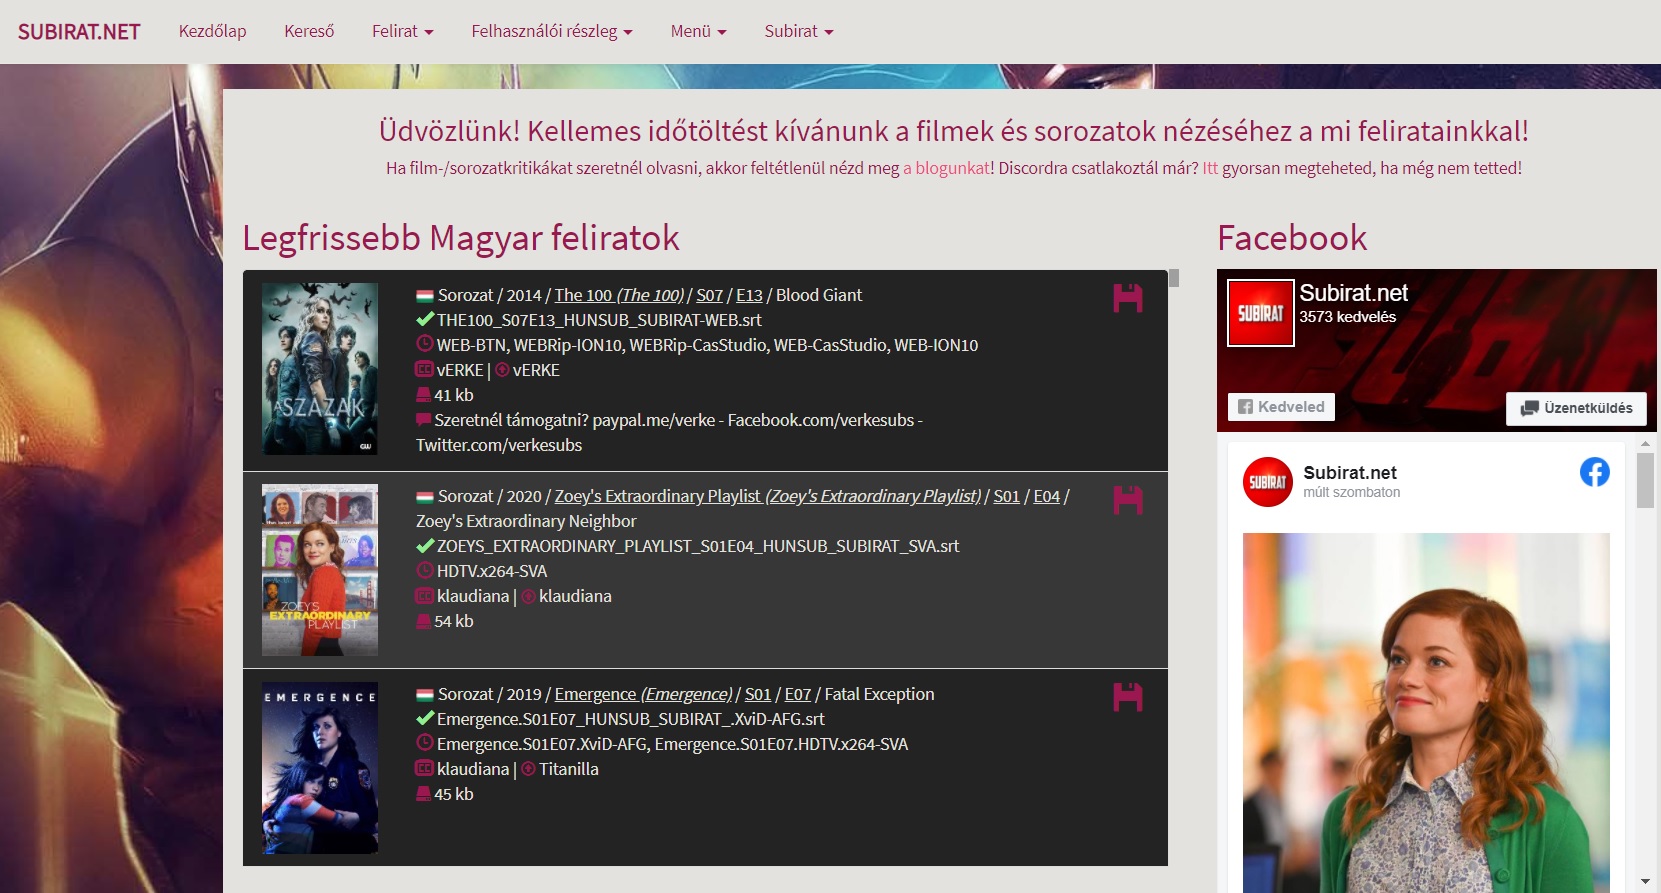 SUBIRAT.NET Kezdőlap Kereső Felirat Felhasználói részleg Menü Subirat
Üdvözlünk! Kellemes időtöltést kívánunk a filmek és sorozatok nézéséhez a mi felirataінkkal!
Ha film-/sorozatkritikákat szeretnél olvasni, akkor feltétlenül nézd meg a blogunkat! Discordra csatlakoztál már? Itt gyorsan megteheted, ha még nem tetted!
Legfrissebb Magyar feliratok
A SZÁZAK
CW
Sorozat / 2014 / The 100 (The 100) / S07 / E13 / Blood Giant
THE100_S07E13_HUNSUB_SUBIRAT-WEB.srt
WEB-BTN, WEBRip-ION10, WEBRip-CasStudio, WEB-CasStudio, WEB-ION10
CC vERKE | vERKE
41 kb
Szeretnél támogatni? paypal.me/verke - Facebook.com/verkesubs -
Twitter.com/verkesubs
ZOEY'S
EXTRAORDINARY
PLAYLIST
Sorozat / 2020 / Zoey's Extraordinary Playlist (Zoey's Extraordinary Playlist) / S01 / E04 /
Zoey's Extraordinary Neighbor
ZOEYS_EXTRAORDINARY_PLAYLIST_S01E04_HUNSUB_SUBIRAT_SVA.srt
HDTV.x264-SVA
CC klaudiana | klaudiana
54 kb
EMERGENCE
Sorozat / 2019 / Emergence (Emergence) / S01 / E07 / Fatal Exception
Emergence.S01E07_HUNSUB_SUBIRAT_.XviD-AFG.srt
Emergence.S01E07.XviD-AFG, Emergence.S01E07.HDTV.x264-SVA
CC klaudiana | Titanilla
45 kb
Facebook
SUBIRAT
Subirat.net
3573 kedvelés
Kedveled
Üzenetküldés
SUBIRAT
Subirat.net
múlt szombaton